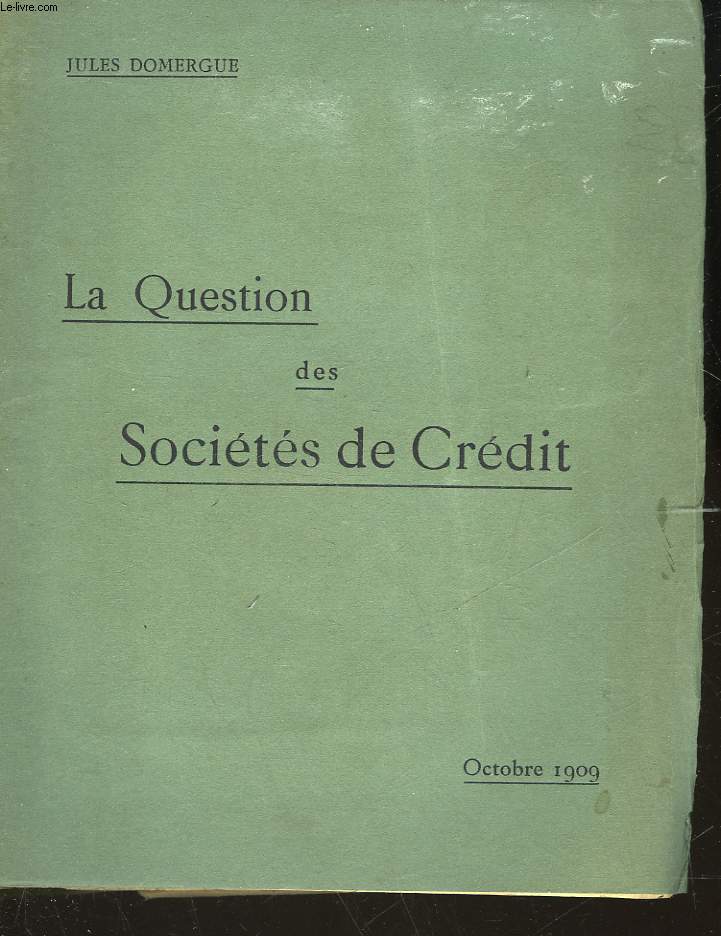 Le-livre.com
JULES DOMERGUE
La Question
des
Sociétés de Crédit
Octobre 1909